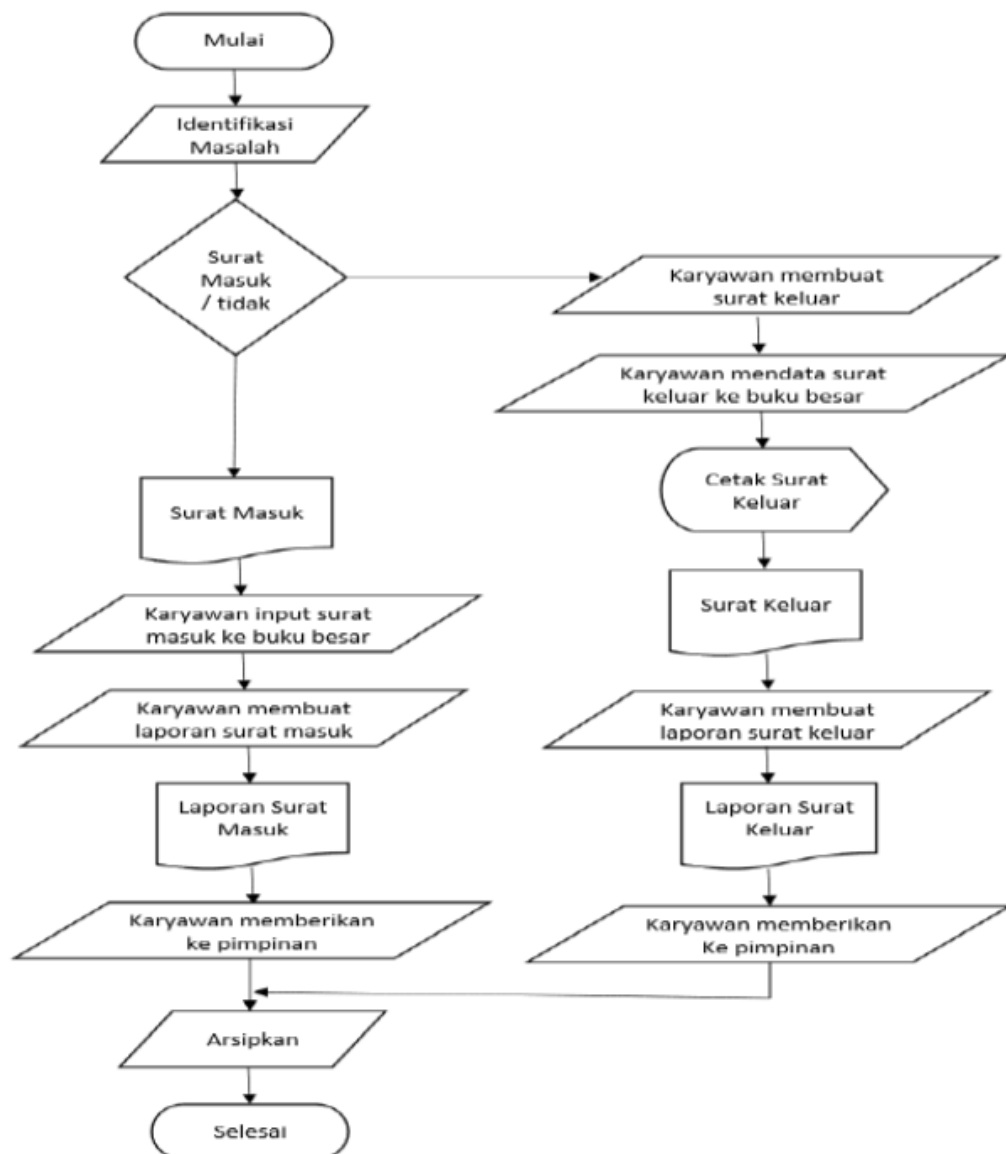 Mulai
Identifikasi
Masalah
Surat
Masuk
/ tidak
Karyawan membuat
surat keluar
Karyawan mendata surat
keluar ke buku besar
Cetak Surat
Keluar
Surat Masuk
Surat Keluar
Karyawan input surat
masuk ke buku besar
Karyawan membuat
laporan surat masuk
Karyawan membuat
laporan surat keluar
Laporan Surat
Masuk
Laporan Surat
Keluar
Karyawan memberikan
ke pimpinan
Karyawan memberikan
Ke pimpinan
Arsipkan
Selesai